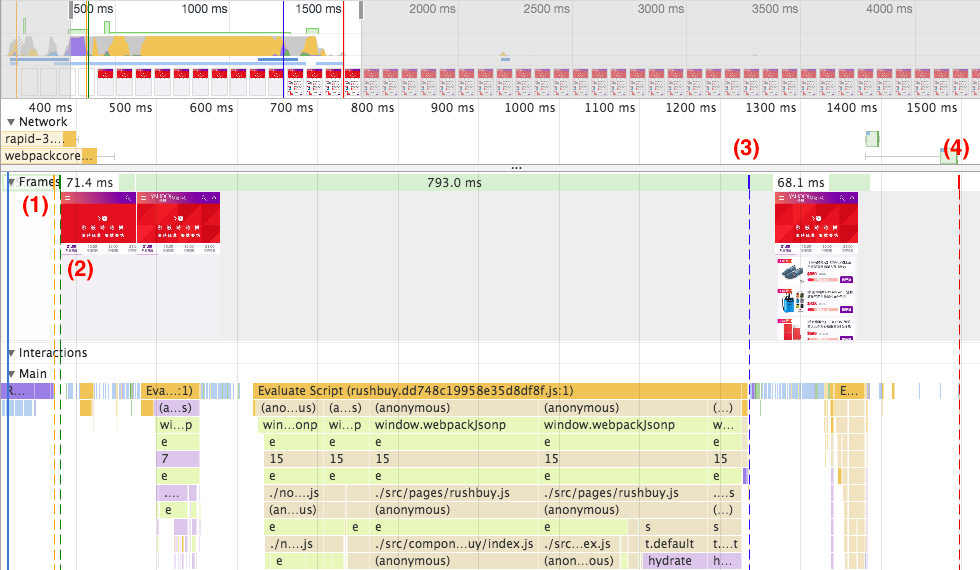 500 ms 1000 ms 1500 ms 2000 ms 2500 ms 3000 ms 3500 ms 4000 ms
400 ms 500 ms 600 ms 700 ms 800 ms 900 ms 1000 ms 1100 ms 1200 ms 1300 ms 1400 ms 1500 ms
▼ Network
rapid-3…
webpackcore…
(3) (4)
...
▼ Frames 71.4 ms 793.0 ms 68.1 ms
(1)
(2)
▼ Interactions
▼ Main
R… Eva…:1) Evaluate Script (rushbuy.dd748c19958e35d8df8f.js:1) E…
(a…s) (ano…us) (a…s) (anonymous) (anonymous) (…)
wi…p win…onp wi…p window.webpackJsonp window.webpackJsonp w…
e e e e e e
7 15 15 15 15 15
e e e e e e
…. ./no….js ./src/pages/rushbuy.js ./src/pages/rushbuy.js ….s
e (an…us) (anonymous) (anonymous) (…)
e e e e s s
./n….js ./src/compon…uy/index.js ./src…ex.js t.default t.…t
e (anonymous) (anon…ous) hydrate h…